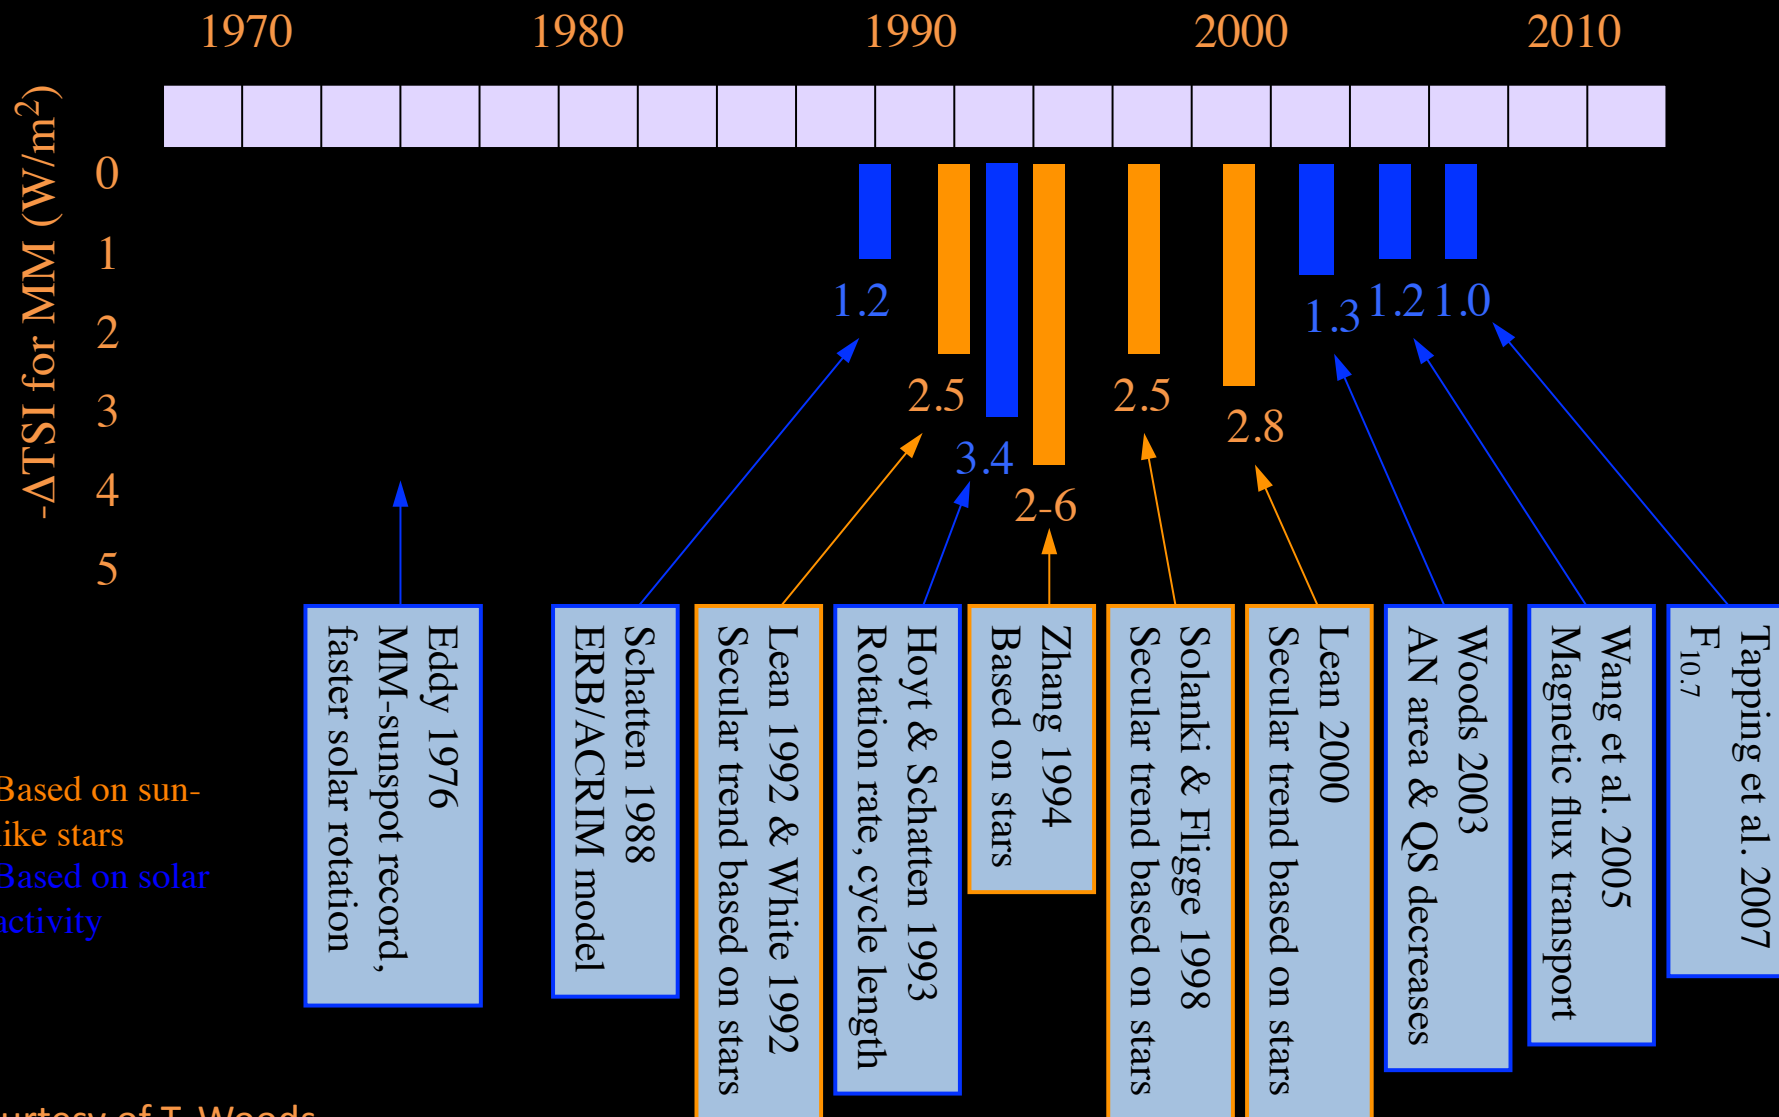 1970 1980 1990 2000 2010
-ΔTSI for MM (W/m²)
0
1
2
3
4
5
1.2
2.5
3.4
2-6
2.5
2.8
1.3
1.2
1.0
Eddy 1976
MM-sunspot record,
faster solar rotation
Schatten 1988
ERB/ACRIM model
Lean 1992 & White 1992
Secular trend based on stars
Hoyt & Schatten 1993
Rotation rate, cycle length
Zhang 1994
Based on stars
Solanki & Fligge 1998
Secular trend based on stars
Lean 2000
Secular trend based on stars
Woods 2003
AN area & QS decreases
Wang et al. 2005
Magnetic flux transport
Tapping et al. 2007
F10.7
Based on sun-
ike stars
Based on solar
activity
urtesy of T. Woods